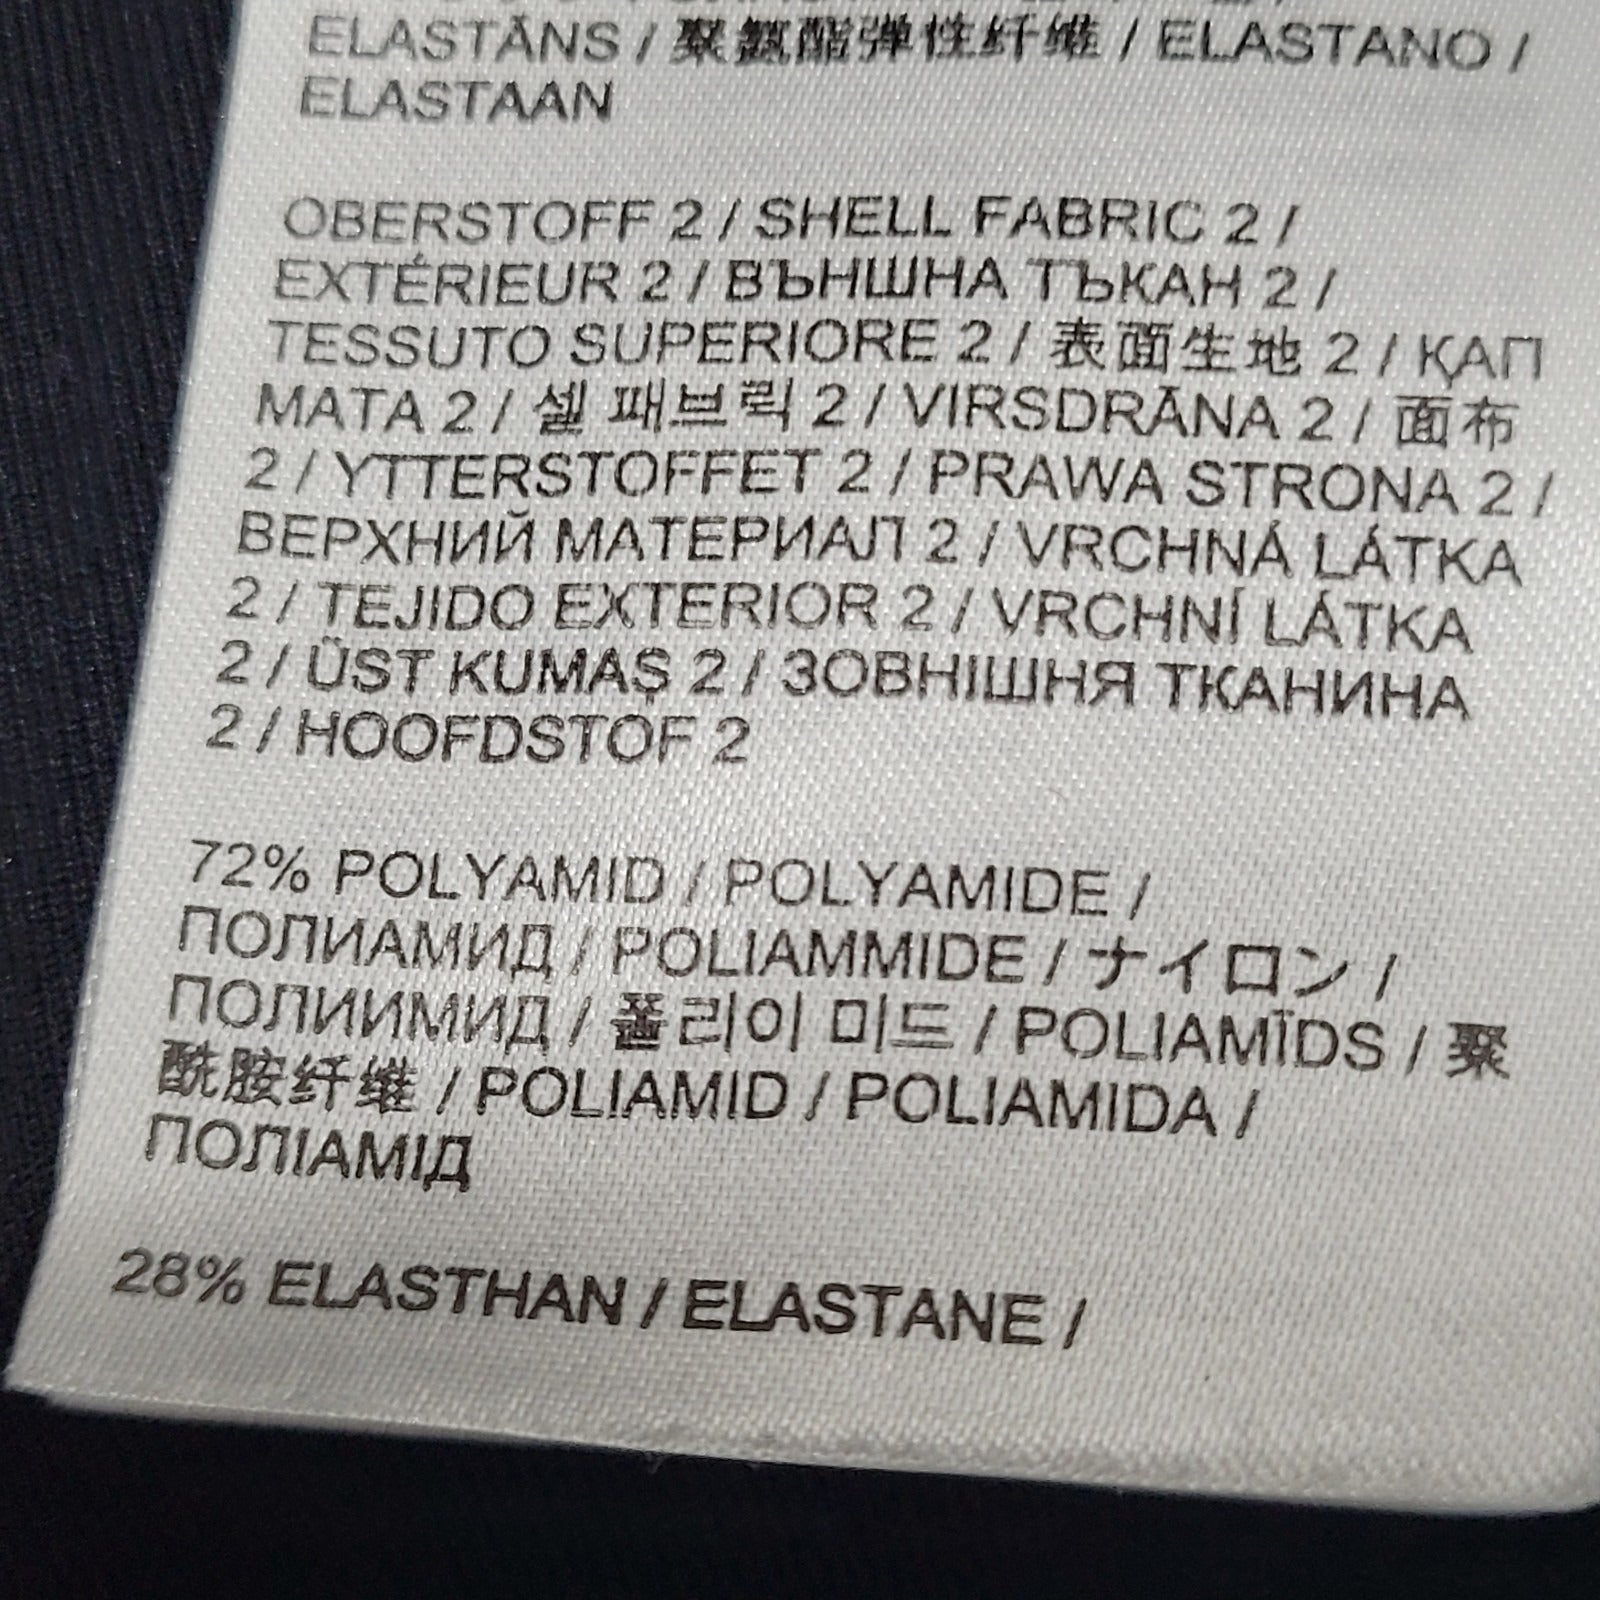 ELASTĀNS / 聚氨酯弹性纤维 / ELASTANO /
ELASTAAN
OBERSTOFF 2 / SHELL FABRIC 2 /
EXTÉRIEUR 2 / ВЪНШНА ТЪКАН 2 /
TESSUTO SUPERIORE 2 / 表面生地 2 / ҚАП
МАТА 2 / 셀 패브릭 2 / VIRSDRĀNA 2 / 面布
2 / YTTERSTOFFET 2 / PRAWA STRONA 2 /
ВЕРХНИЙ МАТЕРИАЛ 2 / VRCHNÁ LÁTKA
2 / TEJIDO EXTERIOR 2 / VRCHNÍ LÁTKA
2 / ÜST KUMAŞ 2 / ЗОВНІШНЯ ТКАНИНА
2 / HOOFDSTOF 2
72% POLYAMID / POLYAMIDE /
ПОЛИАМИД / POLIAMMIDE / ナイロン /
ПОЛИИМИД / 폴리이 미드 / POLIAMĪDS / 聚
酰胺纤维 / POLIAMID / POLIAMIDA /
ПОЛІАМІД
28% ELASTHAN / ELASTANE /